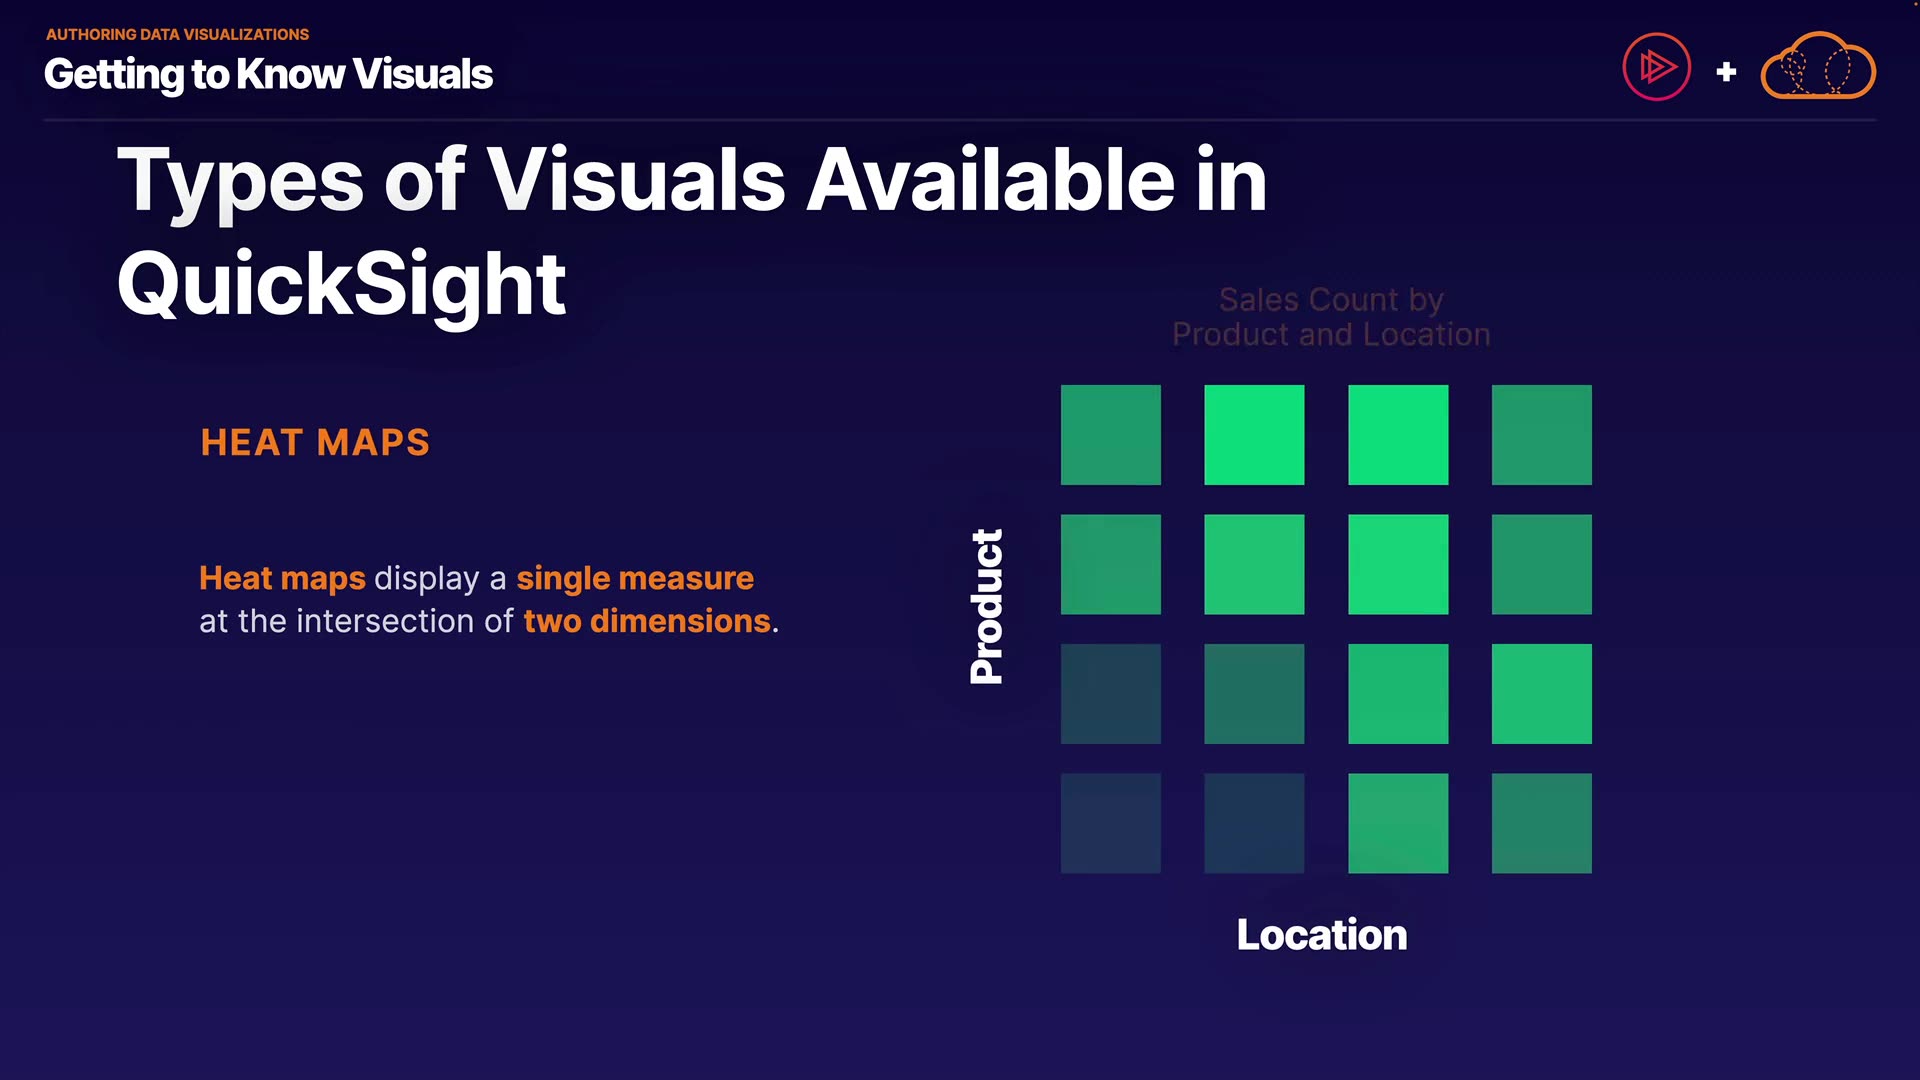 AUTHORING DATA VISUALIZATIONS
Getting to Know Visuals
Types of Visuals Available in
QuickSight
HEAT MAPS
Heat maps display a single measure
at the intersection of two dimensions.
Sales Count by
Product and Location
Product
Location